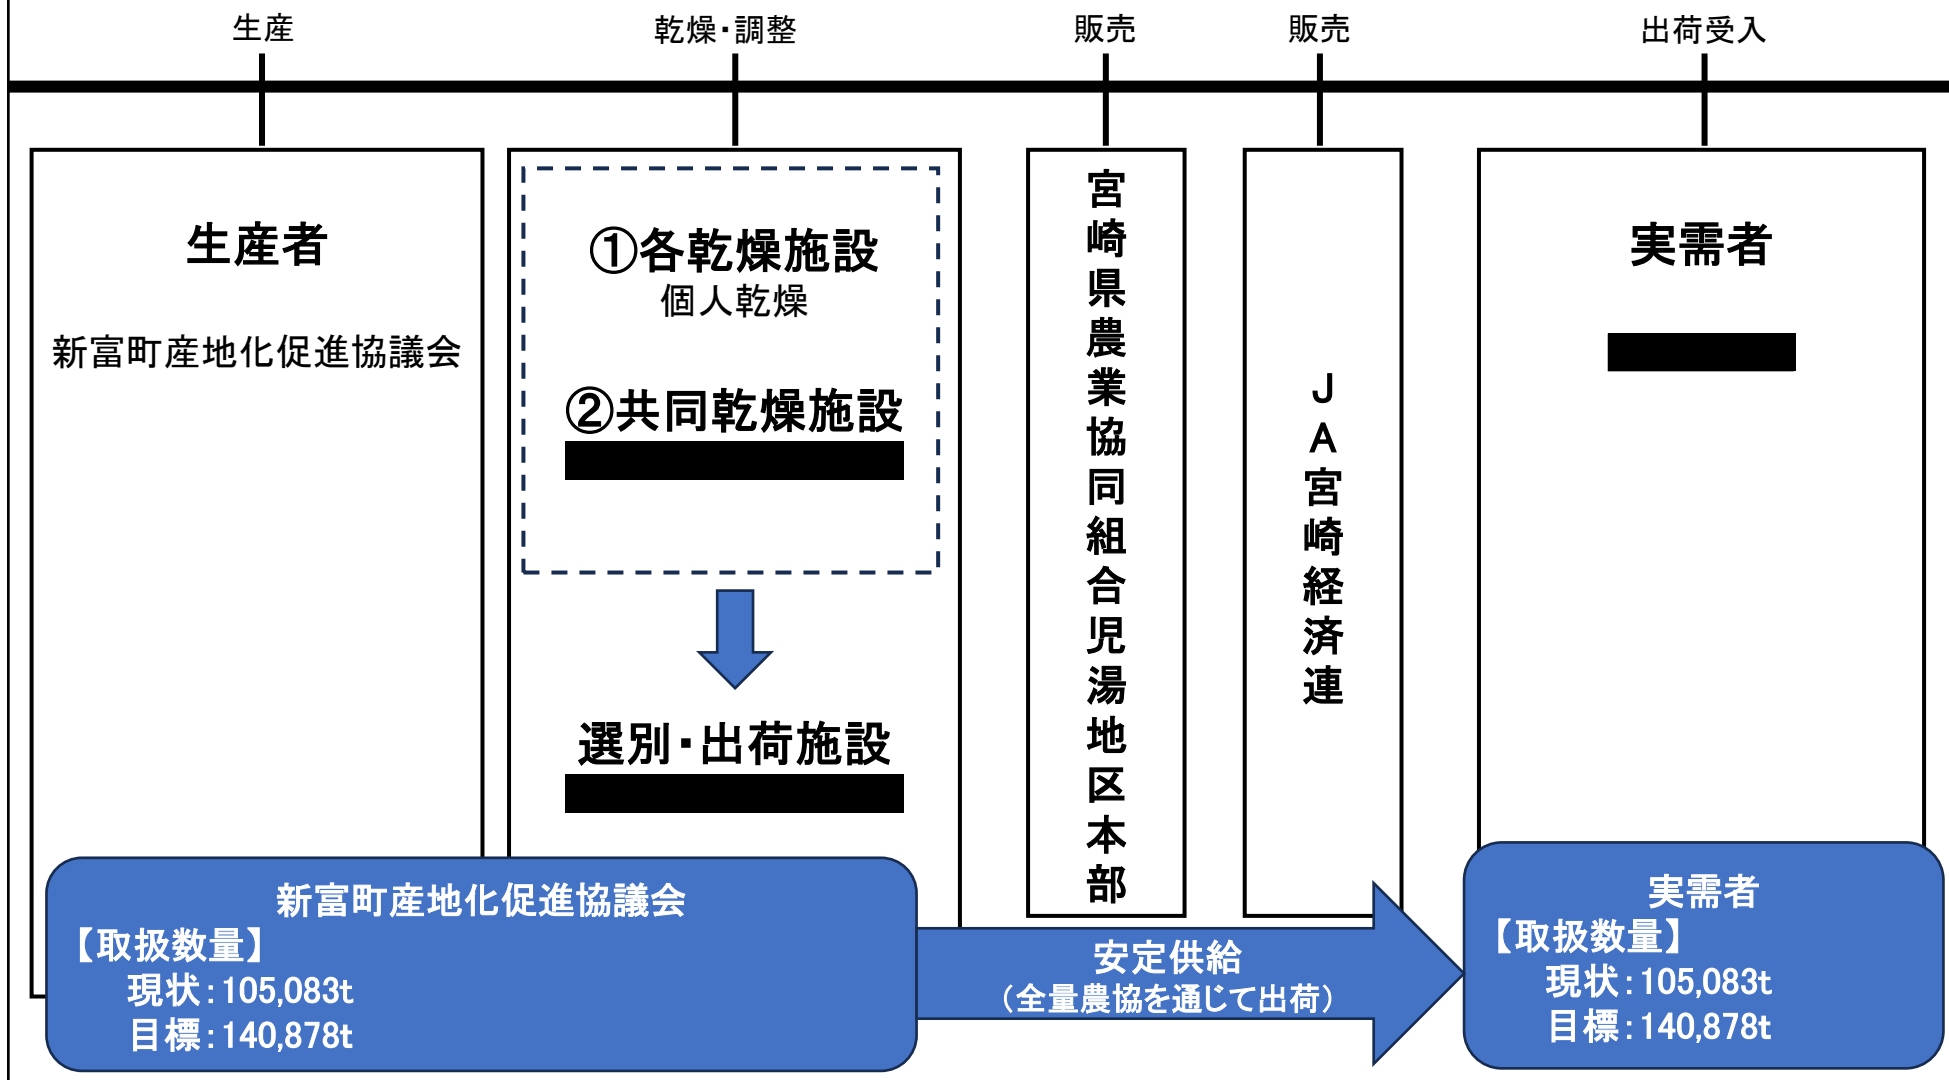 生産
乾燥・調整
販売
販売
出荷受入
生産者
新富町産地化促進協議会
①各乾燥施設
個人乾燥
②共同乾燥施設
選別・出荷施設
宮崎県農業協同組合児湯地区本部
JA宮崎経済連
実需者
新富町産地化促進協議会
【取扱数量】
現状：105,083t
目標：140,878t
安定供給
（全量農協を通じて出荷）
実需者
【取扱数量】
現状：105,083t
目標：140,878t